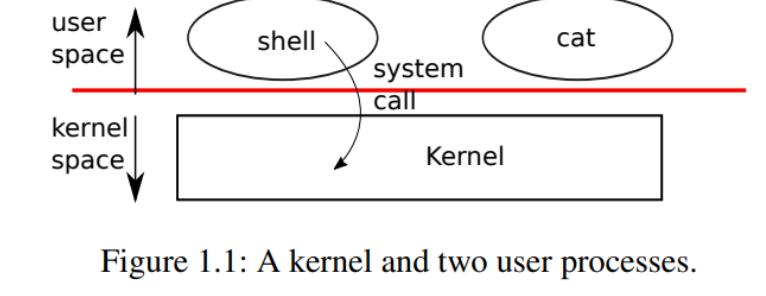 user
space
shell
cat
system
call
kernel
space
Kernel
Figure 1.1: A kernel and two user processes.